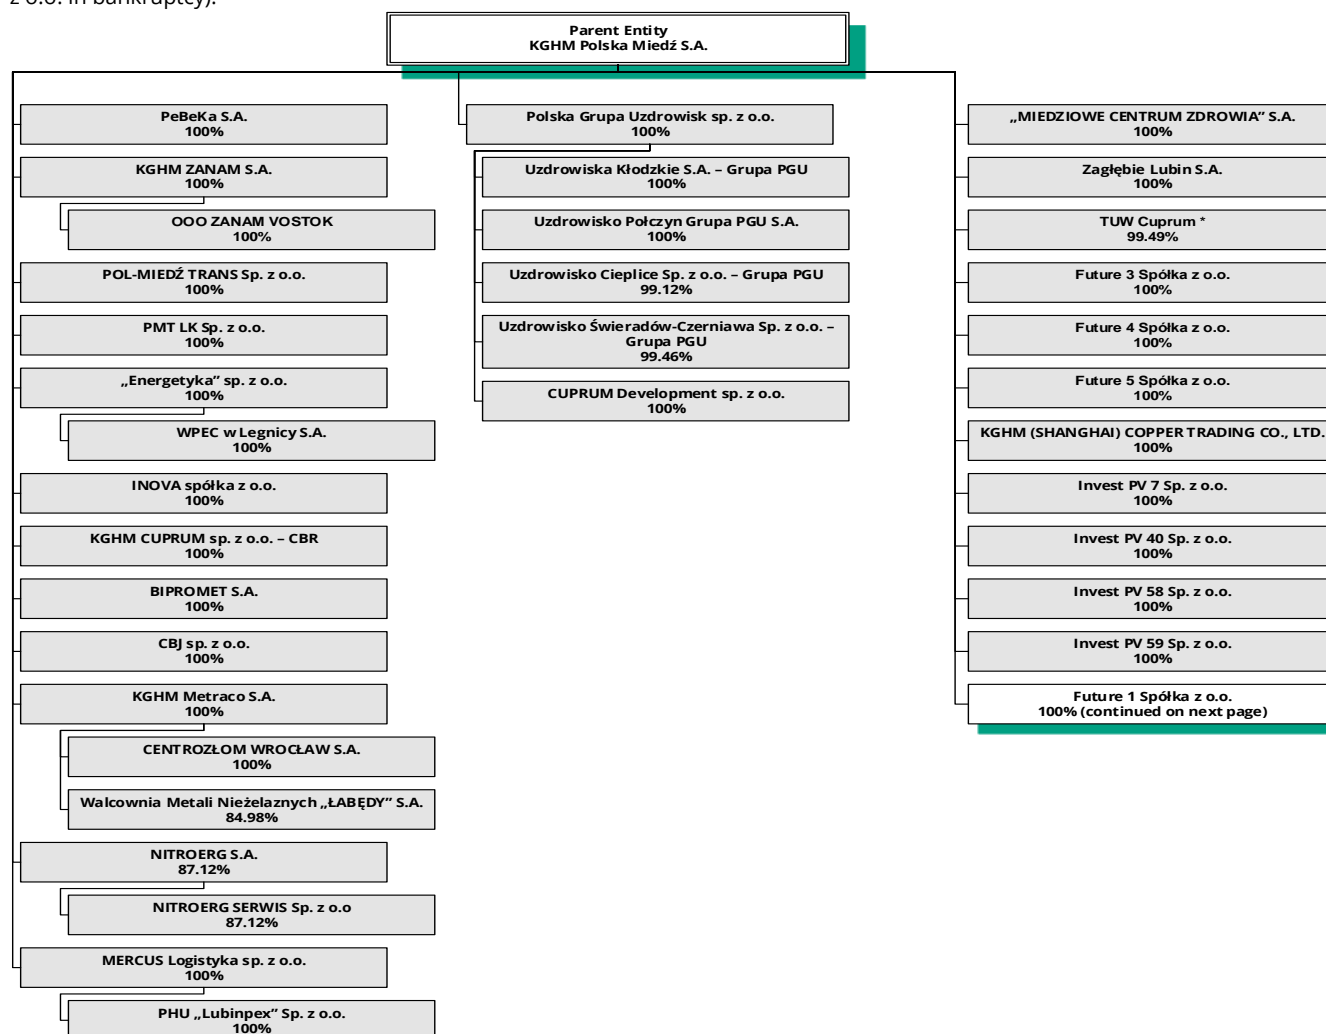 z o.o. in bankruptcy).
Parent Entity
KGHM Polska Miedź S.A.
PeBeKa S.A.
100%
KGHM ZANAM S.A.
100%
OOO ZANAM VOSTOK
100%
POL-MIEDŹ TRANS Sp. z o.o.
100%
PMT LK Sp. z o.o.
100%
„Energetyka” sp. z o.o.
100%
WPEC w Legnicy S.A.
100%
INOVA spółka z o.o.
100%
KGHM CUPRUM sp. z o.o. – CBR
100%
BIPROMET S.A.
100%
CBJ sp. z o.o.
100%
KGHM Metraco S.A.
100%
CENTROZŁOM WROCŁAW S.A.
100%
Walcownia Metali Nieżelaznych „ŁABĘDY” S.A.
84.98%
NITROERG S.A.
87.12%
NITROERG SERWIS Sp. z o.o
87.12%
MERCUS Logistyka sp. z o.o.
100%
PHU „Lubinpex” Sp. z o.o.
100%
Polska Grupa Uzdrowisk sp. z o.o.
100%
Uzdrowiska Kłodzkie S.A. – Grupa PGU
100%
Uzdrowisko Połczyn Grupa PGU S.A.
100%
Uzdrowisko Cieplice Sp. z o.o. – Grupa PGU
99.12%
Uzdrowisko Świeradów-Czerniawa Sp. z o.o. –
Grupa PGU
99.46%
CUPRUM Development sp. z o.o.
100%
„MIEDZIOWE CENTRUM ZDROWIA” S.A.
100%
Zagłębie Lubin S.A.
100%
TUW Cuprum *
99.49%
Future 3 Spółka z o.o.
100%
Future 4 Spółka z o.o.
100%
Future 5 Spółka z o.o.
100%
KGHM (SHANGHAI) COPPER TRADING CO., LTD.
100%
Invest PV 7 Sp. z o.o.
100%
Invest PV 40 Sp. z o.o.
100%
Invest PV 58 Sp. z o.o.
100%
Invest PV 59 Sp. z o.o.
100%
Future 1 Spółka z o.o.
100% (continued on next page)